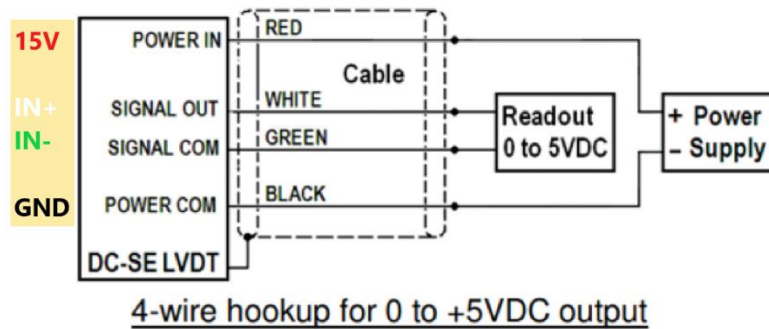 15V POWER IN RED
Cable
IN+ SIGNAL OUT WHITE Readout + Power
IN- SIGNAL COM GREEN 0 to 5VDC – Supply
GND POWER COM BLACK
DC-SE LVDT
4-wire hookup for 0 to +5VDC output